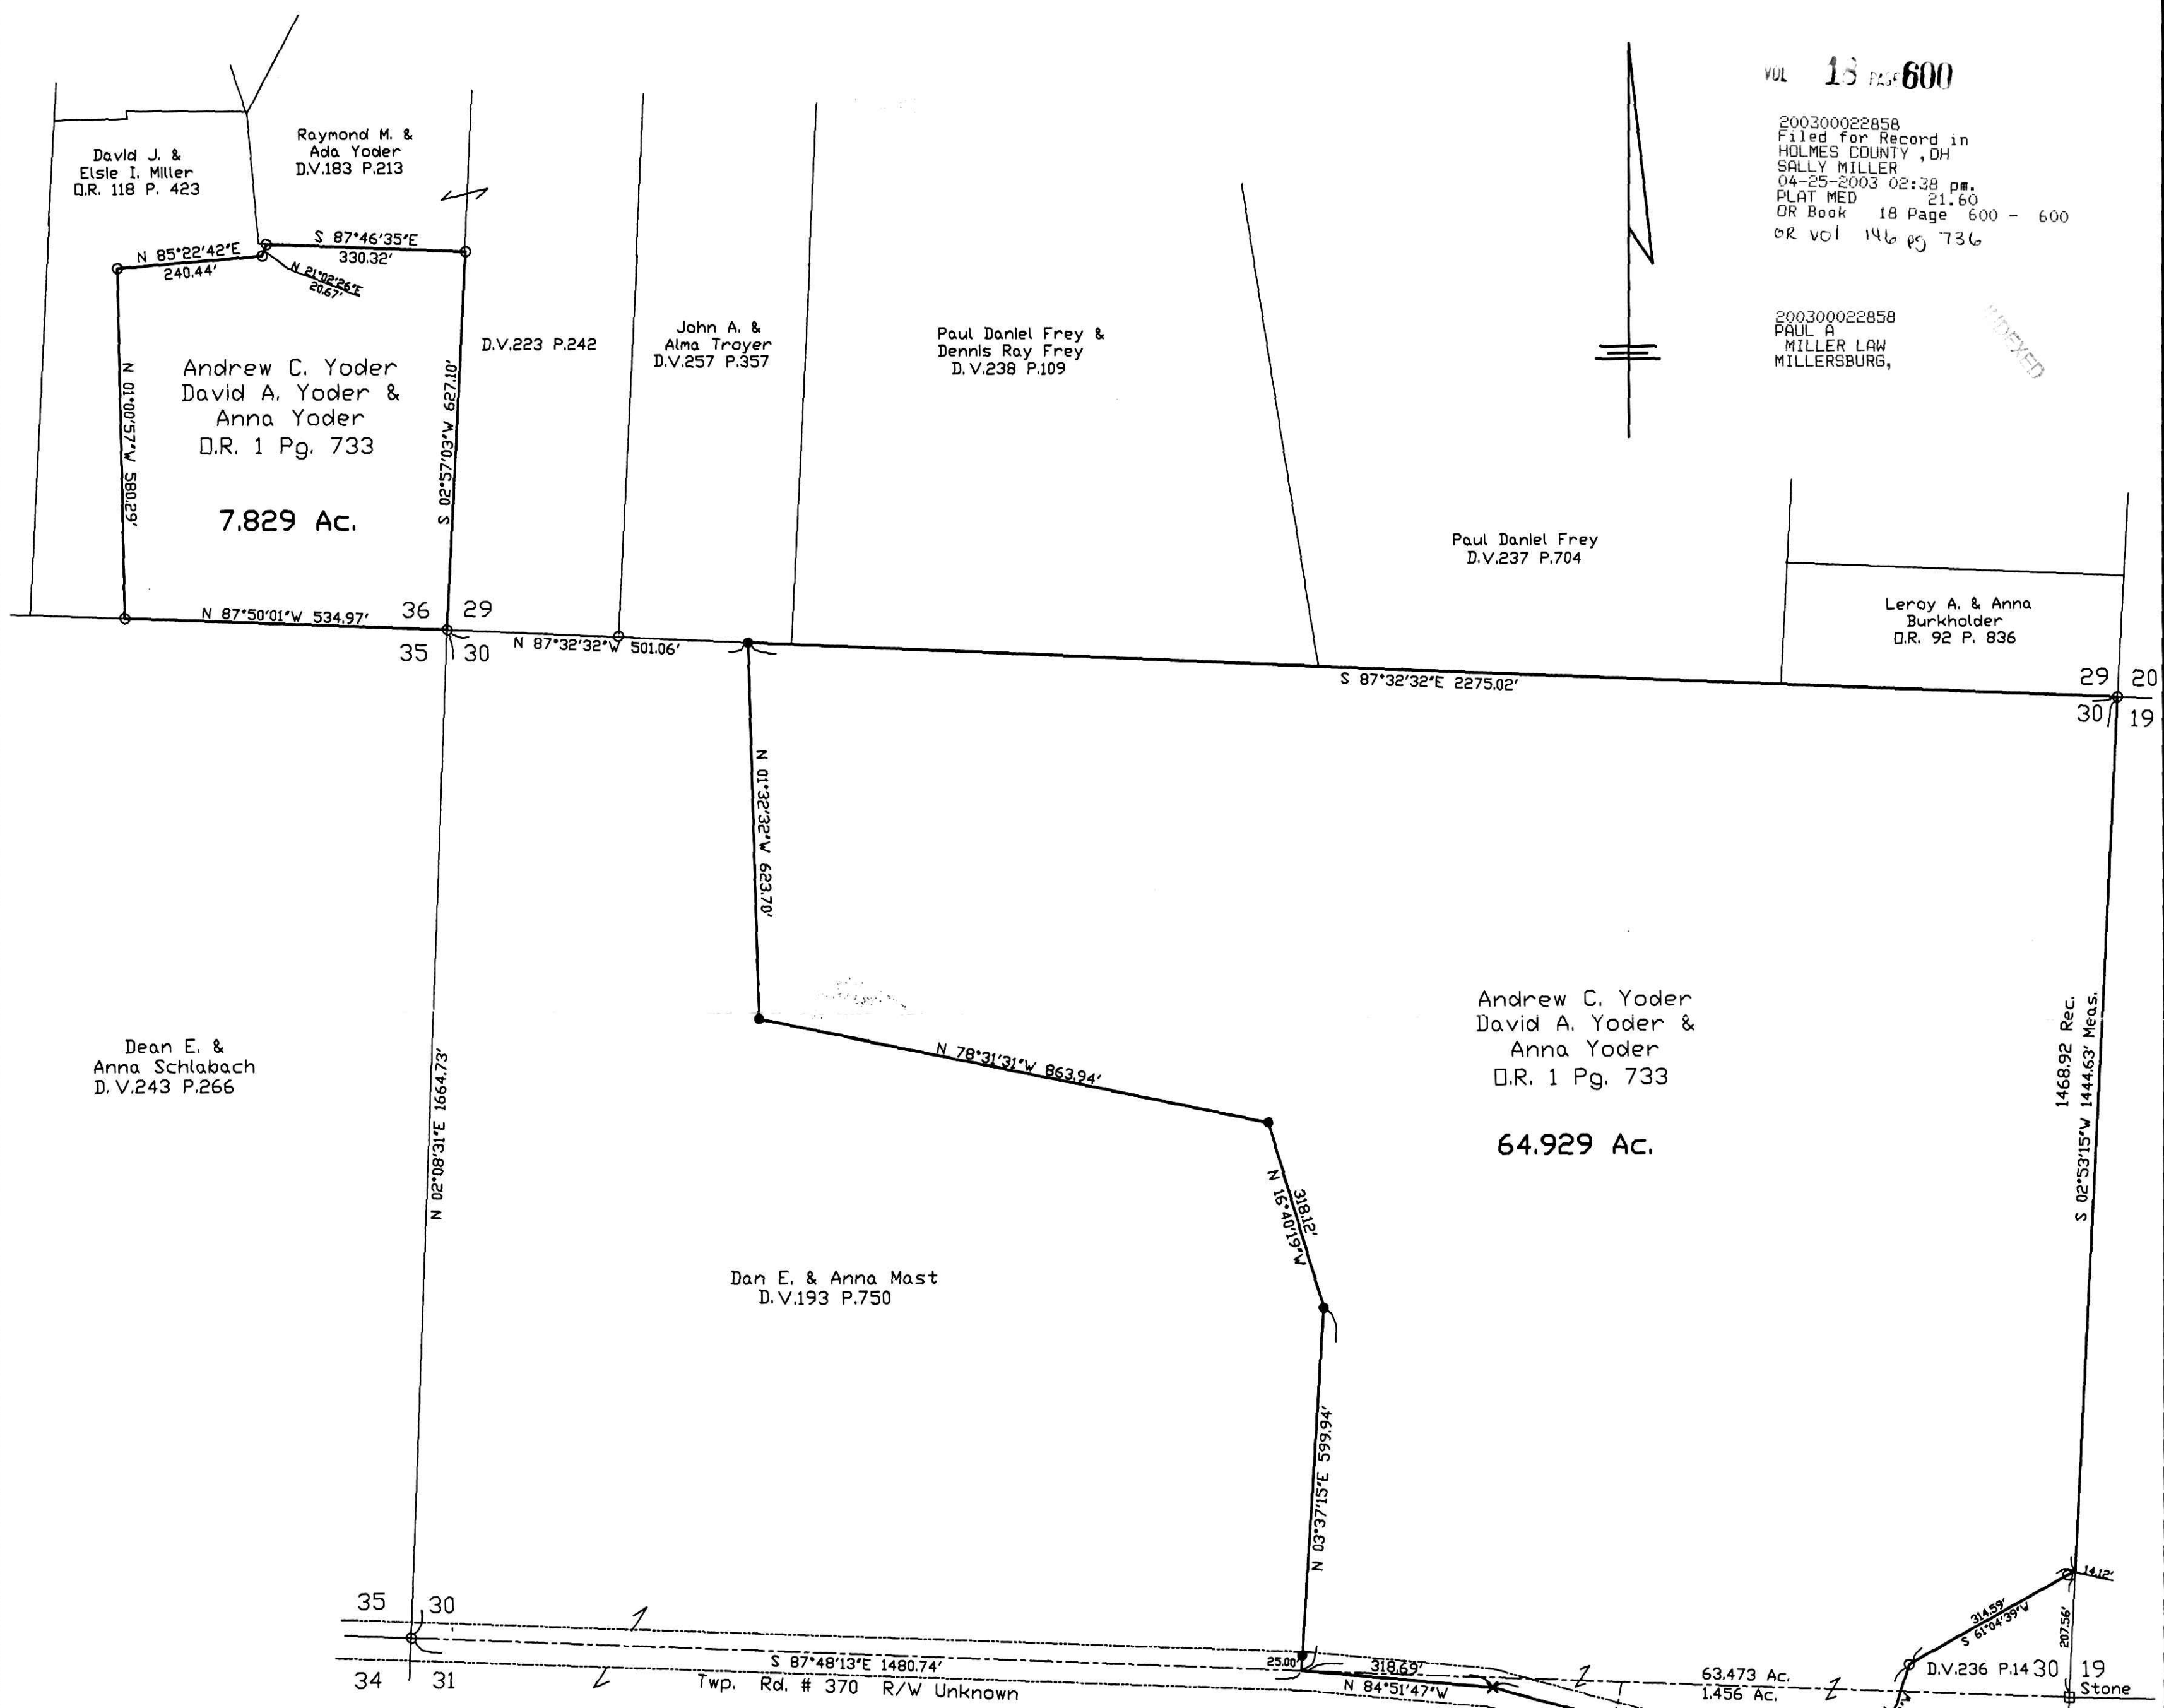 VOL 18 PAGE 600
200300022858
Filed for Record in
HOLMES COUNTY , OH
SALLY MILLER
04-25-2003 02:38 pm.
PLAT MED 21.60
OR Book 18 Page 600 - 600
OR Vol 146 pg 736
200300022858
PAUL A
MILLER LAW
MILLERSBURG,
INDEXED
David J. &
Elsie I. Miller
O.R. 118 P. 423
Raymond M. &
Ada Yoder
D.V.183 P.213
N 85°22'42"E
240.44'
S 87°46'35"E
330.32'
N 21°02'26"E
20.67'
N 01°00'57"W 580.29'
Andrew C. Yoder
David A. Yoder &
Anna Yoder
O.R. 1 Pg. 733
7.829 Ac.
S 02°57'03"W 627.10'
D.V.223 P.242
John A. &
Alma Troyer
D.V.257 P.357
Paul Daniel Frey &
Dennis Ray Frey
D.V.238 P.109
Paul Daniel Frey
D.V.237 P.704
Leroy A. & Anna
Burkholder
O.R. 92 P. 836
N 87°50'01"W 534.97'
36 29
35 30
N 87°32'32"W 501.06'
S 87°32'32"E 2275.02'
29 20
30 19
N 01°32'32"W 623.70'
N 78°31'31"W 863.94'
318.12'
N 16°40'19"W
N 03°37'15"E 599.94'
Andrew C. Yoder
David A. Yoder &
Anna Yoder
O.R. 1 Pg. 733
64.929 Ac.
1468.92 Rec.
S 02°53'15"W 1444.63' Meas.
Dean E. &
Anna Schlabach
D.V.243 P.266
N 02°08'31"E 1664.73'
Dan E. & Anna Mast
D.V.193 P.750
35 30
34 31
S 87°48'13"E 1480.74'
Twp. Rd. # 370 R/W Unknown
25.00'
318.69'
N 84°51'47"W
63.473 Ac.
1.456 Ac.
314.59'
S 61°04'39"W
14.12'
207.56'
D.V.236 P.14
30 19
Stone